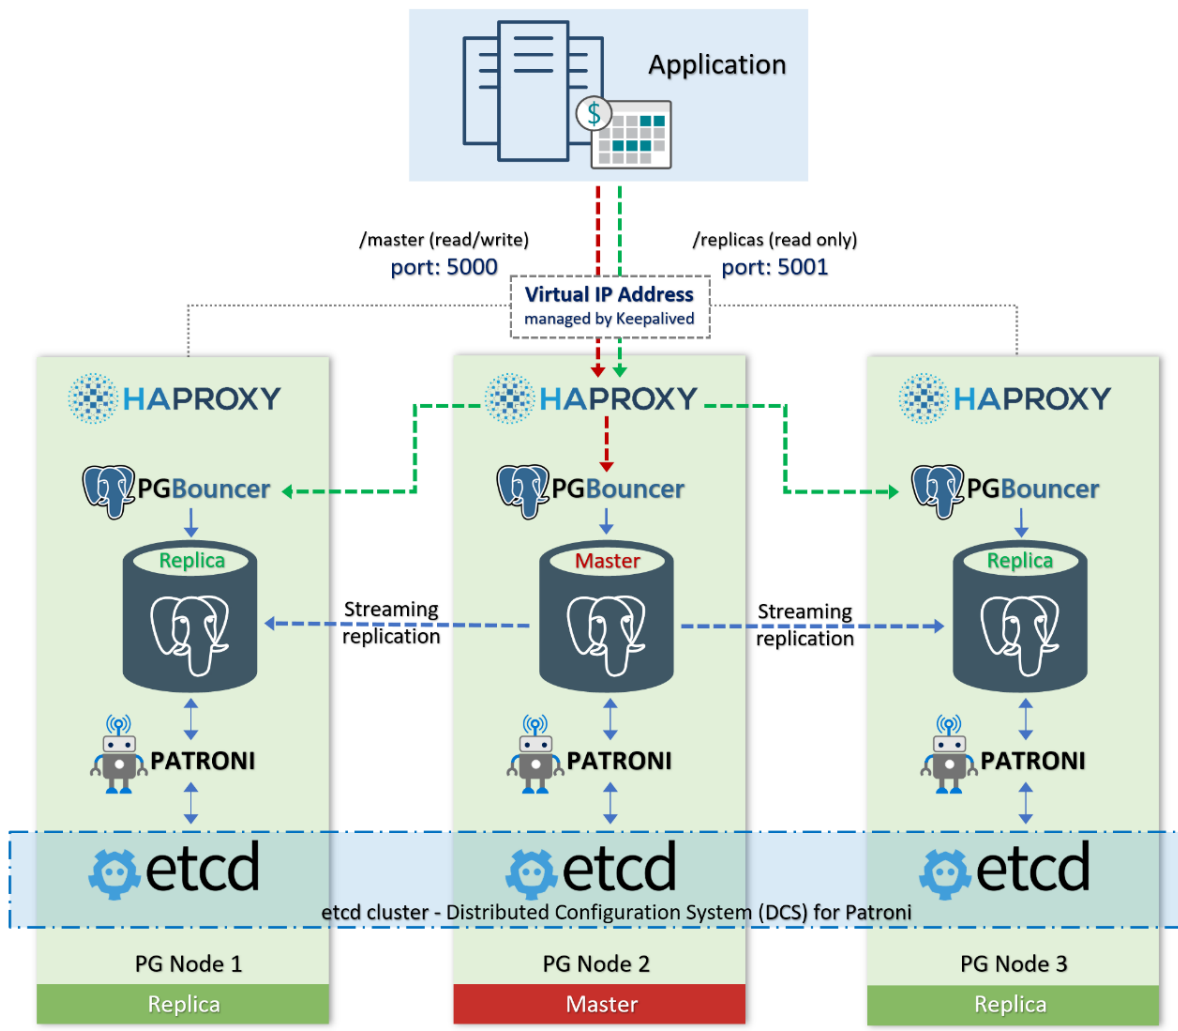 Application
$
/master (read/write)
port: 5000
/replicas (read only)
port: 5001
Virtual IP Address
managed by Keepalived
HAPROXY
HAPROXY
HAPROXY
PGBouncer
PGBouncer
PGBouncer
Replica
Master
Replica
Streaming
replication
Streaming
replication
PATRONI
PATRONI
PATRONI
etcd
etcd
etcd
etcd cluster - Distributed Configuration System (DCS) for Patroni
PG Node 1
PG Node 2
PG Node 3
Replica
Master
Replica